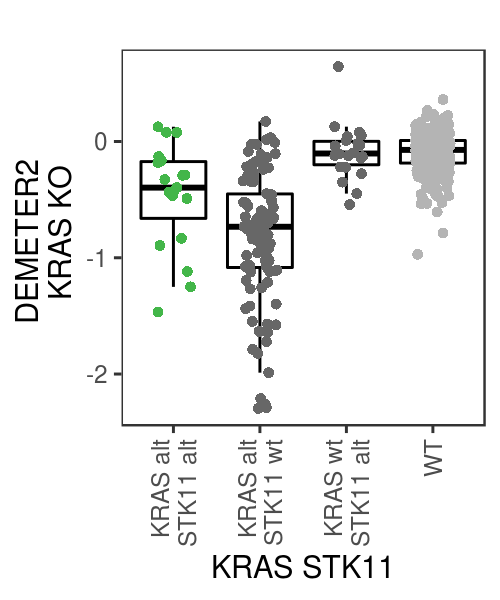 DEMETER2
KRAS KO
0
-1
-2
KRAS alt
STK11 alt
KRAS alt
STK11 wt
KRAS wt
STK11 alt
WT
KRAS STK11